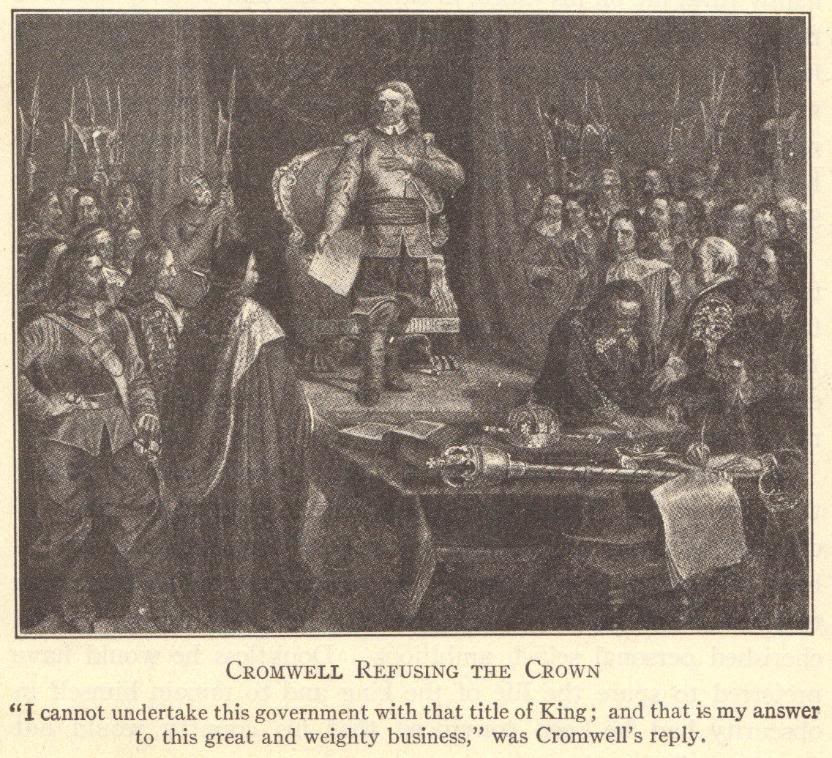 CROMWELL REFUSING THE CROWN
"I cannot undertake this government with that title of King; and that is my answer
to this great and weighty business," was Cromwell's reply.